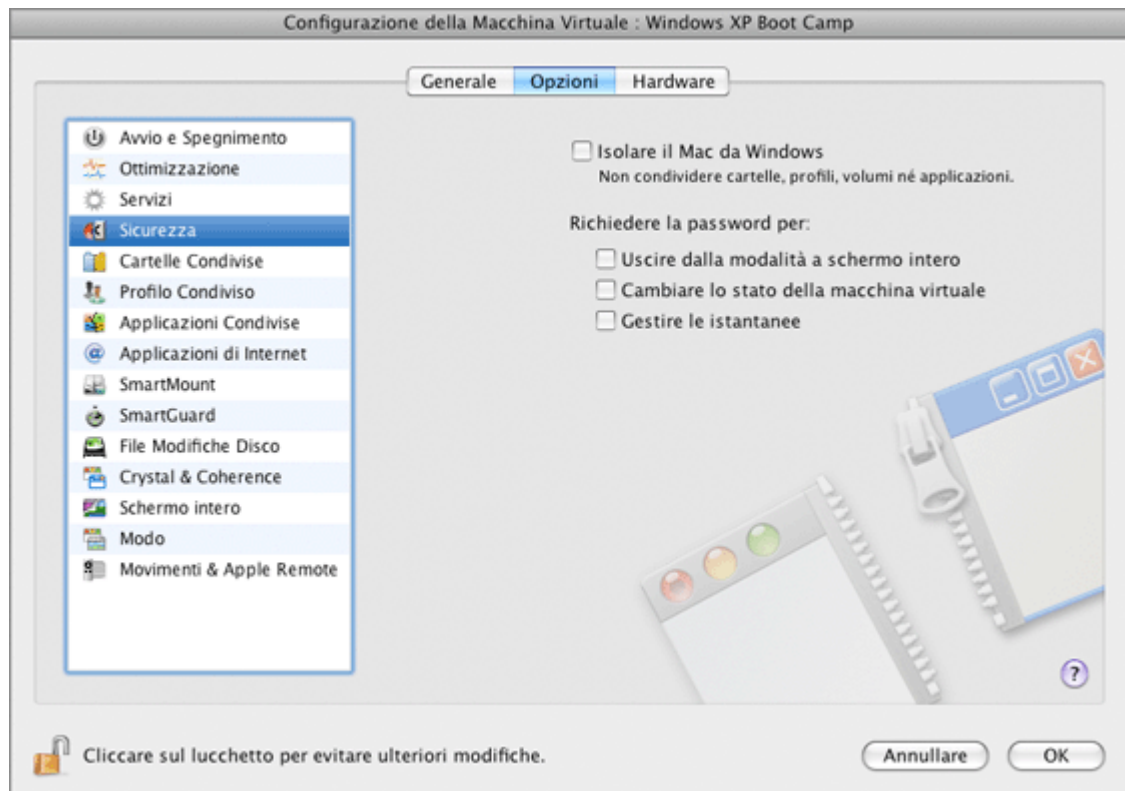 Configurazione della Macchina Virtuale : Windows XP Boot Camp
Generale Opzioni Hardware
Avvio e Spegnimento
Ottimizzazione
Servizi
Sicurezza
Cartelle Condivise
Profilo Condiviso
Applicazioni Condivise
Applicazioni di Internet
SmartMount
SmartGuard
File Modifiche Disco
Crystal & Coherence
Schermo intero
Modo
Movimenti & Apple Remote
Isolare il Mac da Windows
Non condividere cartelle, profili, volumi né applicazioni.
Richiedere la password per:
Uscire dalla modalità a schermo intero
Cambiare lo stato della macchina virtuale
Gestire le istantanee
?
Cliccare sul lucchetto per evitare ulteriori modifiche.
Annullare OK